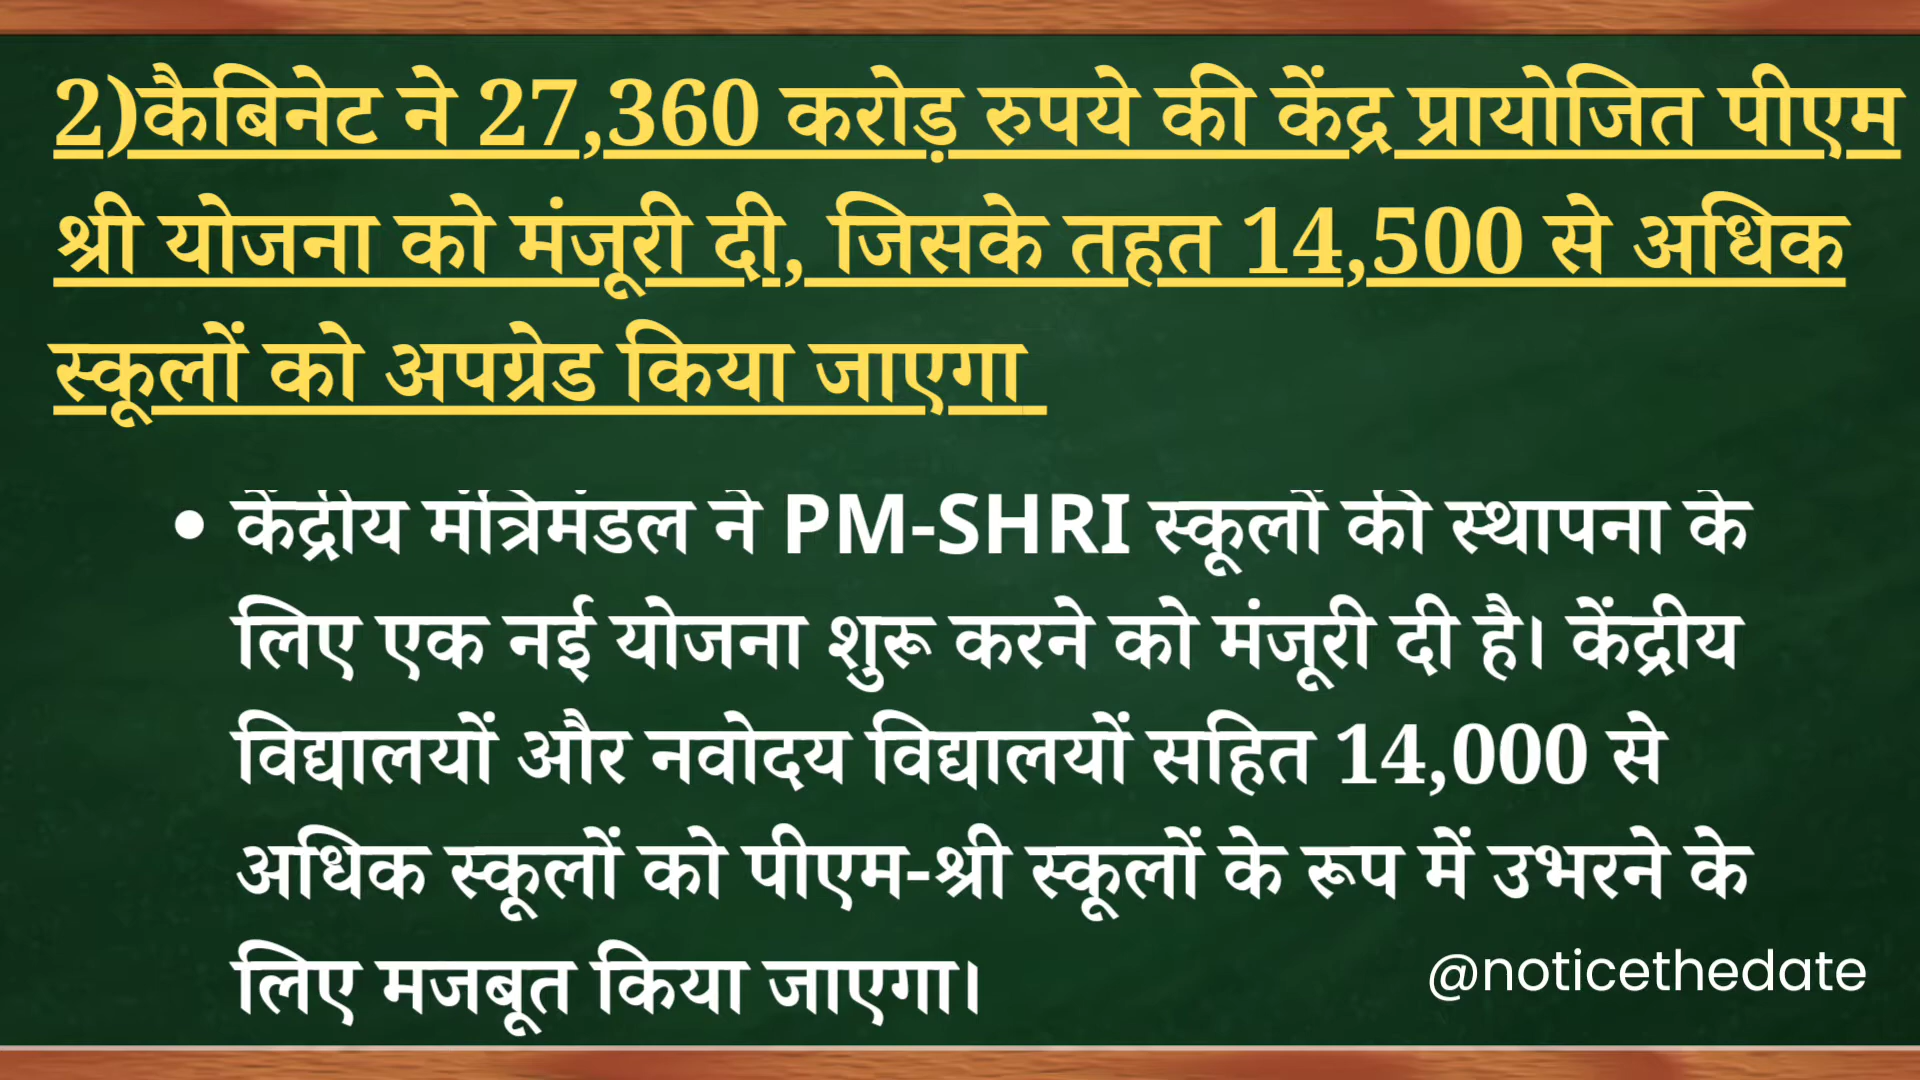 2)कैबिनेट ने 27,360 करोड़ रुपये की केंद्र प्रायोजित पीएम
श्री योजना को मंजूरी दी, जिसके तहत 14,500 से अधिक
स्कूलों को अपग्रेड किया जाएगा
• केंद्रीय मंत्रिमंडल ने PM-SHRI स्कूलों की स्थापना के
लिए एक नई योजना शुरू करने को मंजूरी दी है। केंद्रीय
विद्यालयों और नवोदय विद्यालयों सहित 14,000 से
अधिक स्कूलों को पीएम-श्री स्कूलों के रूप में उभरने के
लिए मजबूत किया जाएगा।
@noticethedate